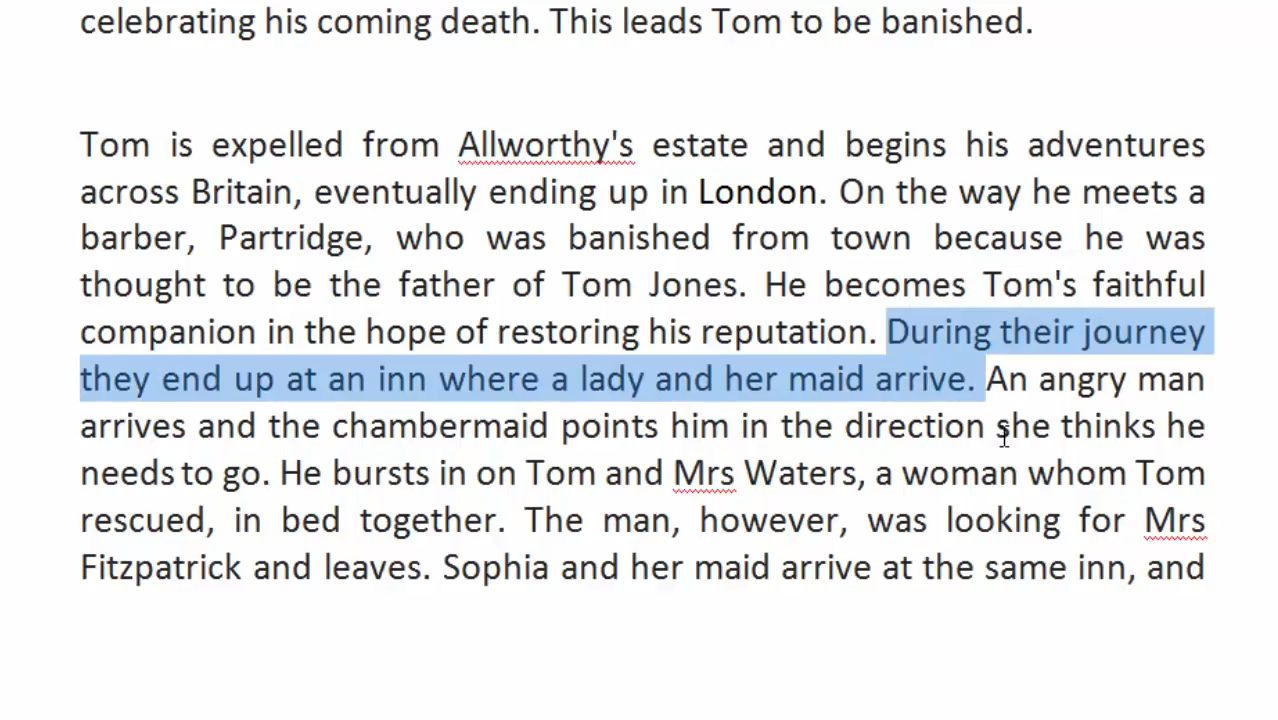 celebrating his coming death. This leads Tom to be banished.
Tom is expelled from Allworthy's estate and begins his adventures
across Britain, eventually ending up in London. On the way he meets a
barber, Partridge, who was banished from town because he was
thought to be the father of Tom Jones. He becomes Tom's faithful
companion in the hope of restoring his reputation. During their journey
they end up at an inn where a lady and her maid arrive. An angry man
arrives and the chambermaid points him in the direction she thinks he
needs to go. He bursts in on Tom and Mrs Waters, a woman whom Tom
rescued, in bed together. The man, however, was looking for Mrs
Fitzpatrick and leaves. Sophia and her maid arrive at the same inn, and